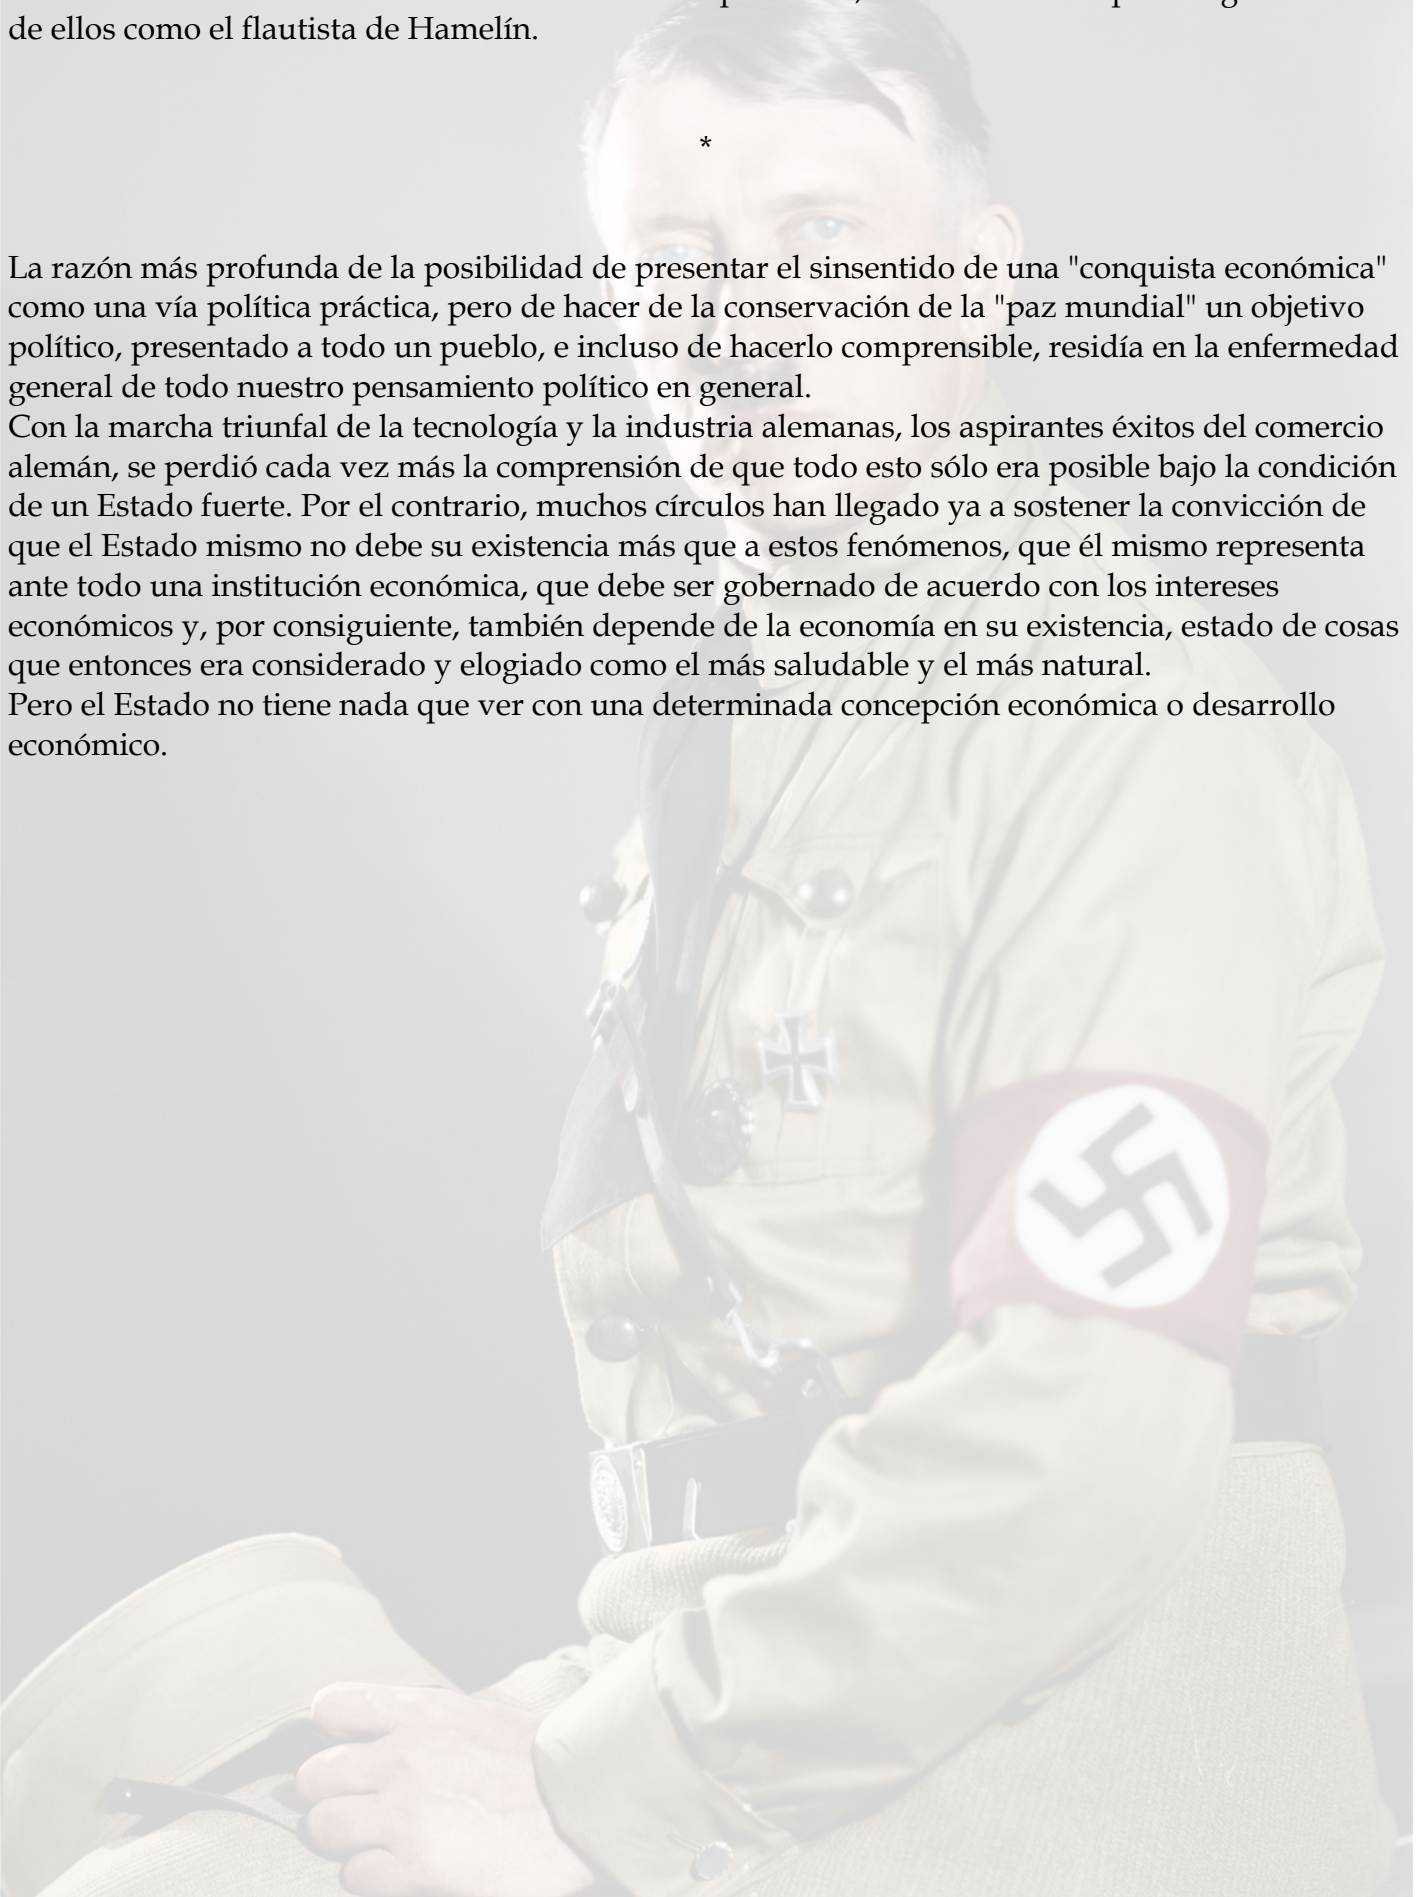 de ellos como el flautista de Hamelín.
*
La razón más profunda de la posibilidad de presentar el sinsentido de una "conquista económica"
como una vía política práctica, pero de hacer de la conservación de la "paz mundial" un objetivo
político, presentado a todo un pueblo, e incluso de hacerlo comprensible, residía en la enfermedad
general de todo nuestro pensamiento político en general.
Con la marcha triunfal de la tecnología y la industria alemanas, los aspirantes éxitos del comercio
alemán, se perdió cada vez más la comprensión de que todo esto sólo era posible bajo la condición
de un Estado fuerte. Por el contrario, muchos círculos han llegado ya a sostener la convicción de
que el Estado mismo no debe su existencia más que a estos fenómenos, que él mismo representa
ante todo una institución económica, que debe ser gobernado de acuerdo con los intereses
económicos y, por consiguiente, también depende de la economía en su existencia, estado de cosas
que entonces era considerado y elogiado como el más saludable y el más natural.
Pero el Estado no tiene nada que ver con una determinada concepción económica o desarrollo
económico.